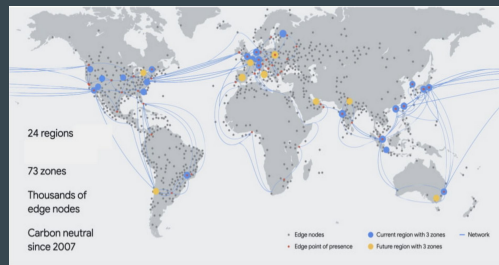 24 regions
73 zones
Thousands of
edge nodes
Carbon neutral
since 2007
Edge nodes
Edge point of presence
Current region with 3 zones
Future region with 3 zones
Network